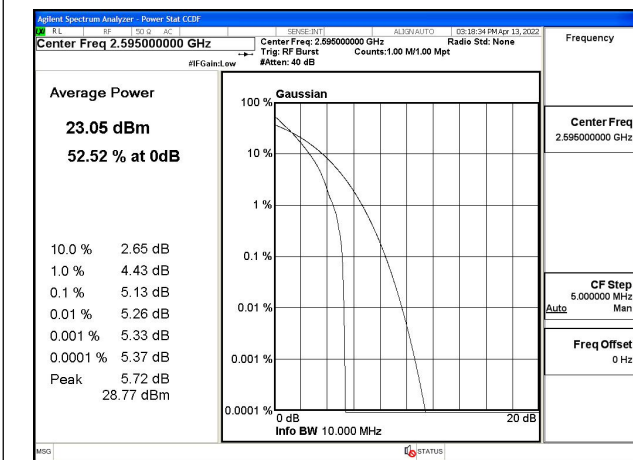 Agilent Spectrum Analyzer - Power Stat CCDF
RL RF 50 Ω AC SENSE:INT ALIGNAUTO 03:18:34 PM Apr 13, 2022
Center Freq 2.595000000 GHz
Center Freq: 2.595000000 GHz Radio Std: None
Trig: RF Burst Counts:1.00 M/1.00 Mpt
#IFGain:Low #Atten: 40 dB
Frequency
Average Power
23.05 dBm
52.52 % at 0dB
10.0 % 2.65 dB
1.0 % 4.43 dB
0.1 % 5.13 dB
0.01 % 5.26 dB
0.001 % 5.33 dB
0.0001 % 5.37 dB
Peak 5.72 dB
28.77 dBm
Gaussian
100 %
10 %
1 %
0.1 %
0.01 %
0.001 %
0.0001 %
0 dB 20 dB
Info BW 10.000 MHz
Center Freq
2.595000000 GHz
CF Step
5.000000 MHz
Auto Man
Freq Offset
0 Hz
MSG STATUS